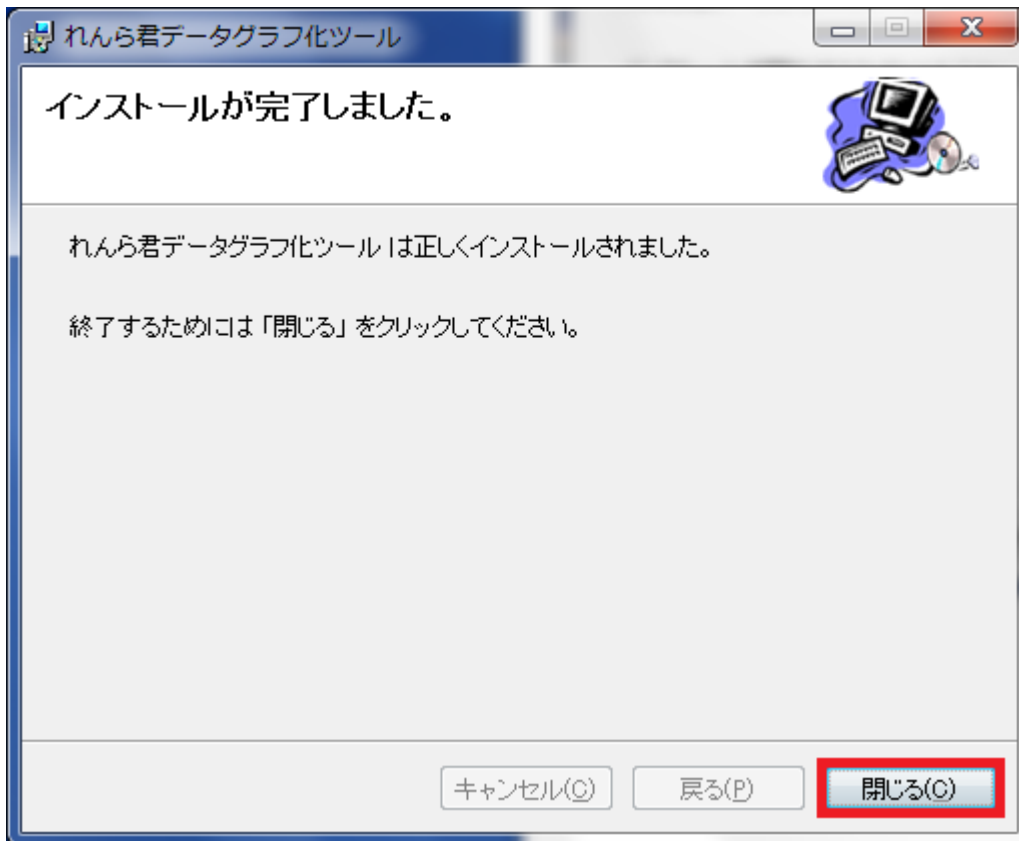 れんら君データグラフ化ツール
インストールが完了しました。
れんら君データグラフ化ツール は正しくインストールされました。
終了するためには 「閉じる」 をクリックしてください。
キャンセル(C)
戻る(P)
閉じる(C)